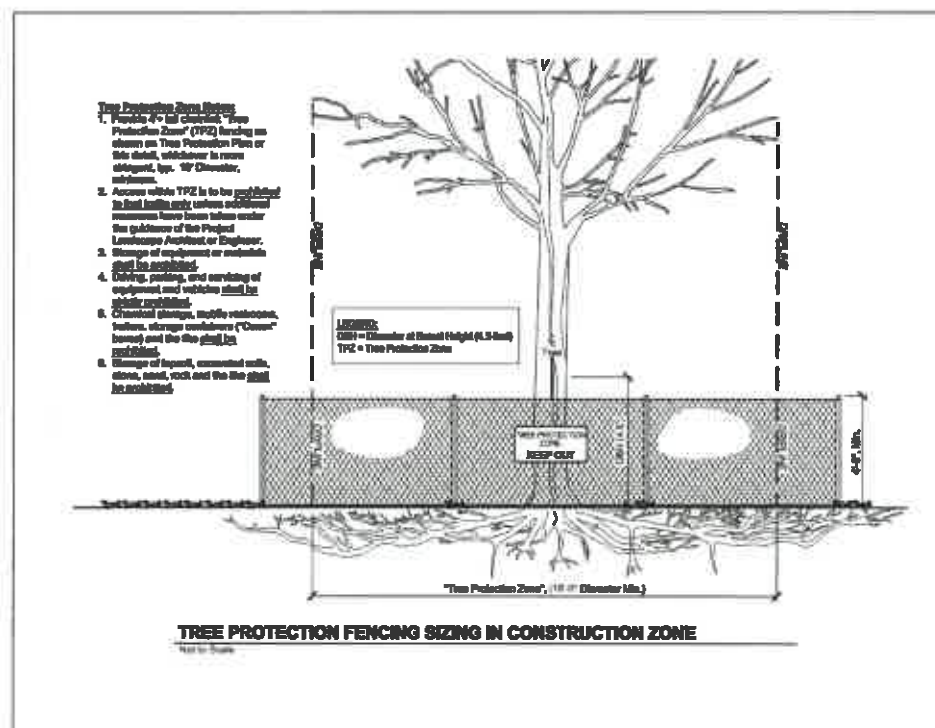 Tree Protection Zone Notes:
1. Provide 4'+ tall chainlink "Tree
Protection Zone" (TPZ) fencing as
shown on Tree Protection Plan or
this detail, whichever is more
stringent, typ. 10' Diameter,
minimum.
2. Access within TPZ is to be prohibited
to foot traffic only unless additional
measures have been taken under
the guidance of the Project
Landscape Architect or Engineer.
3. Storage of equipment or materials
shall be prohibited.
4. Driving, parking, and servicing of
equipment and vehicles shall be
strictly prohibited.
5. Chemical storage, mobile restrooms,
trailers, storage containers ("Conex"
boxes) and the like shall be
prohibited.
6. Storage of topsoil, excavated soils,
stone, sand, rock and the like shall
be prohibited.
DRIPLINE
DRIPLINE
LEGEND:
DBH = Diameter at Breast Height (4.5-feet)
TPZ = Tree Protection Zone
TREE PROTECTION
ZONE
KEEP OUT
4'-0", Min.
"Tree Protection Zone", Diameter Min.)
TREE PROTECTION FENCING SIZING IN CONSTRUCTION ZONE
Not to Scale